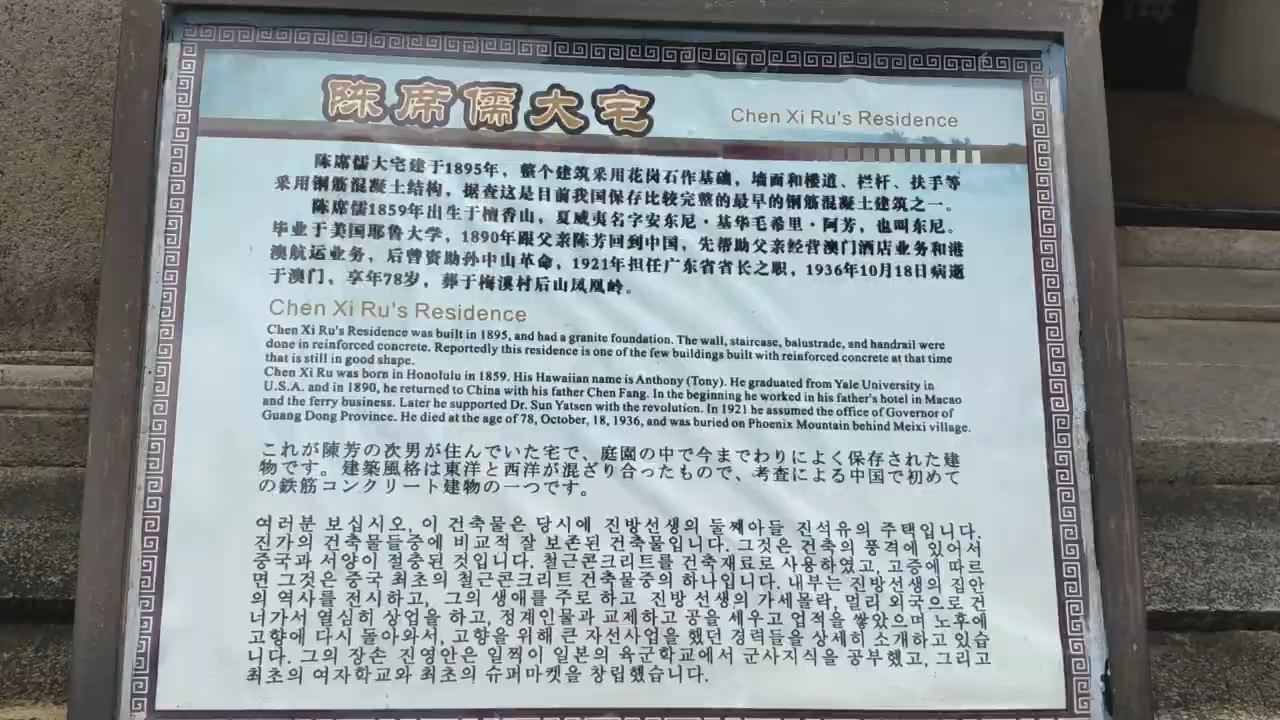 陈席儒大宅
Chen Xi Ru's Residence
陈席儒大宅建于1895年，整个建筑采用花岗石作基础，墙面和楼道、栏杆、扶手等
采用钢筋混凝土结构，据查这是目前我国保存比较完整的最早的钢筋混凝土建筑之一。
陈席儒1859年出生于檀香山，夏威夷名字安东尼·基华毛希里·阿芳，也叫东尼。
毕业于美国耶鲁大学，1890年跟父亲陈芳回到中国，先帮助父亲经营澳门酒店业务和港
澳航运业务，后曾资助孙中山革命，1921年担任广东省省长之职，1936年10月18日病逝
于澳门，享年78岁，葬于梅溪村后山凤凰岭。
Chen Xi Ru's Residence
Chen Xi Ru's Residence was built in 1895, and had a granite foundation. The wall, staircase, balustrade, and handrail were
done in reinforced concrete. Reportedly this residence is one of the few buildings built with reinforced concrete at that time
that is still in good shape.
Chen Xi Ru was born in Honolulu in 1859. His Hawaiian name is Anthony (Tony). He graduated from Yale University in
U.S.A. and in 1890, he returned to China with his father Chen Fang. In the beginning he worked in his father's hotel in Macao
and the ferry business. Later he supported Dr. Sun Yatsen with the revolution. In 1921 he assumed the office of Governor of
Guang Dong Province. He died at the age of 78, October, 18, 1936, and was buried on Phoenix Mountain behind Meixi village.
これが陳芳の次男が住んでいた宅で、庭園の中で今までわりによく保存された建
物です。建築風格は東洋と西洋が混ざり合ったもので、考査による中国で初めて
の鉄筋コンクリート建物の一つです。
여러분 보십시오, 이 건축물은 당시에 진방선생의 둘째아들 진석유의 주택입니다.
진가의 건축물들중에 비교적 잘 보존된 건축물입니다. 그것은 건축의 풍격에 있어서
중국과 서양이 절충된 것입니다. 철근콘크리트를 건축재료로 사용하였고, 고증에 따르
면 그것은 중국 최초의 철근콘크리트 건축물중의 하나입니다. 내부는 진방선생의 집안
의 역사를 전시하고, 그의 생애를 주로 하고 진방 선생의 가세몰락, 멀리 외국으로 건
너가서 열심히 상업을 하고, 정계인물과 교제하고 공을 세우고 업적을 쌓았으며 노후에
고향에 다시 돌아와서, 고향을 위해 큰 자선사업을 했던 경력들을 상세히 소개하고 있습
니다. 그의 장손 진영안은 일찍이 일본의 육군학교에서 군사지식을 공부했고, 그리고
최초의 여자학교와 최초의 슈퍼마켓을 창립했습니다.